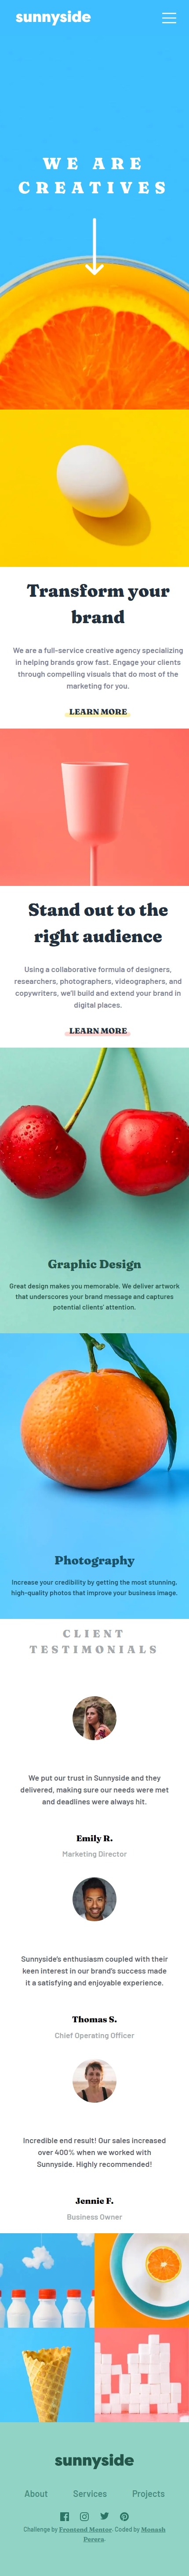 sunnyside
WE ARE
CREATIVES
Transform your
brand
We are a full-service creative agency specializing
in helping brands grow fast. Engage your clients
through compelling visuals that do most of the
marketing for you.
LEARN MORE
Stand out to the
right audience
Using a collaborative formula of designers,
researchers, photographers, videographers, and
copywriters, we'll build and extend your brand in
digital places.
LEARN MORE
Graphic Design
Great design makes you memorable. We deliver artwork
that underscores your brand message and captures
potential clients' attention.
Photography
Increase your credibility by getting the most stunning,
high-quality photos that improve your business image.
CLIENT
TESTIMONIALS
We put our trust in Sunnyside and they
delivered, making sure our needs were met
and deadlines were always hit.
Emily R.
Marketing Director
Sunnyside's enthusiasm coupled with their
keen interest in our brand's success made
it a satisfying and enjoyable experience.
Thomas S.
Chief Operating Officer
Incredible end result! Our sales increased
over 400% when we worked with
Sunnyside. Highly recommended!
Jennie F.
Business Owner
sunnyside
About Services Projects
Challenge by Frontend Mentor. Coded by Monash
Perera.